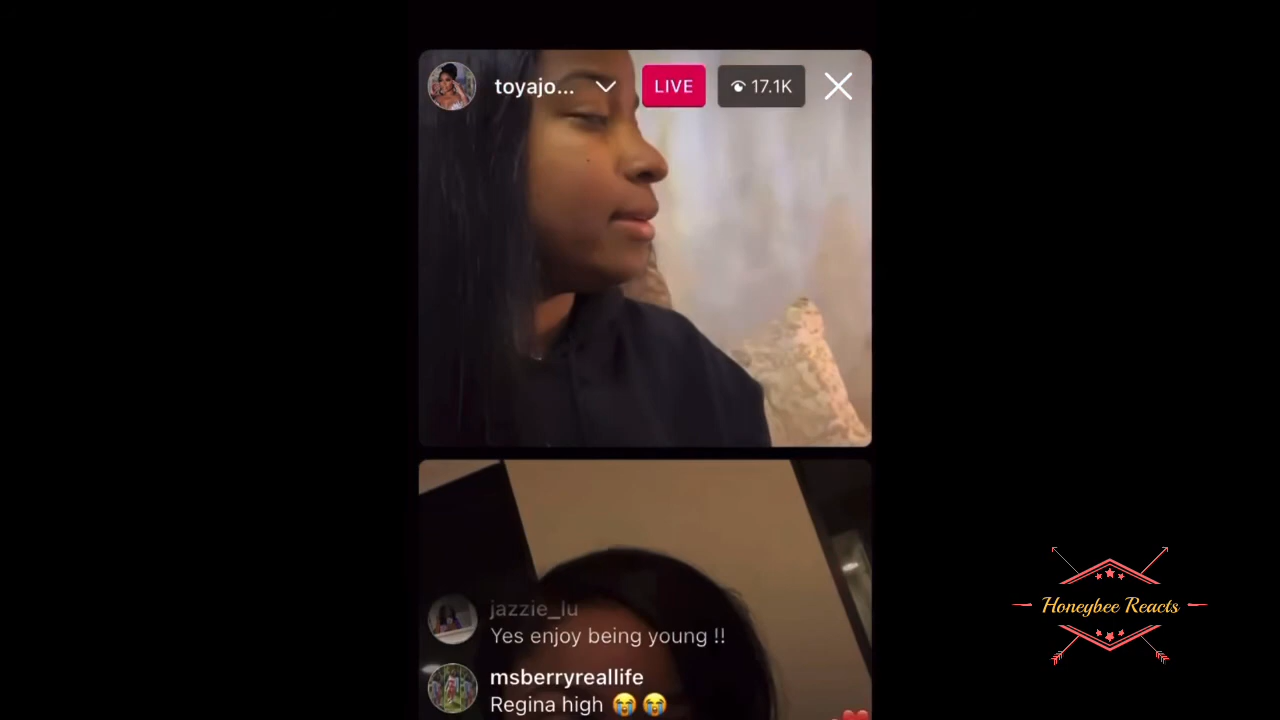 toyajo...
LIVE
17.1K
jazzie_lu
Yes enjoy being young !!
msberryreallife
Regina high 😭😭
Honeybee Reacts